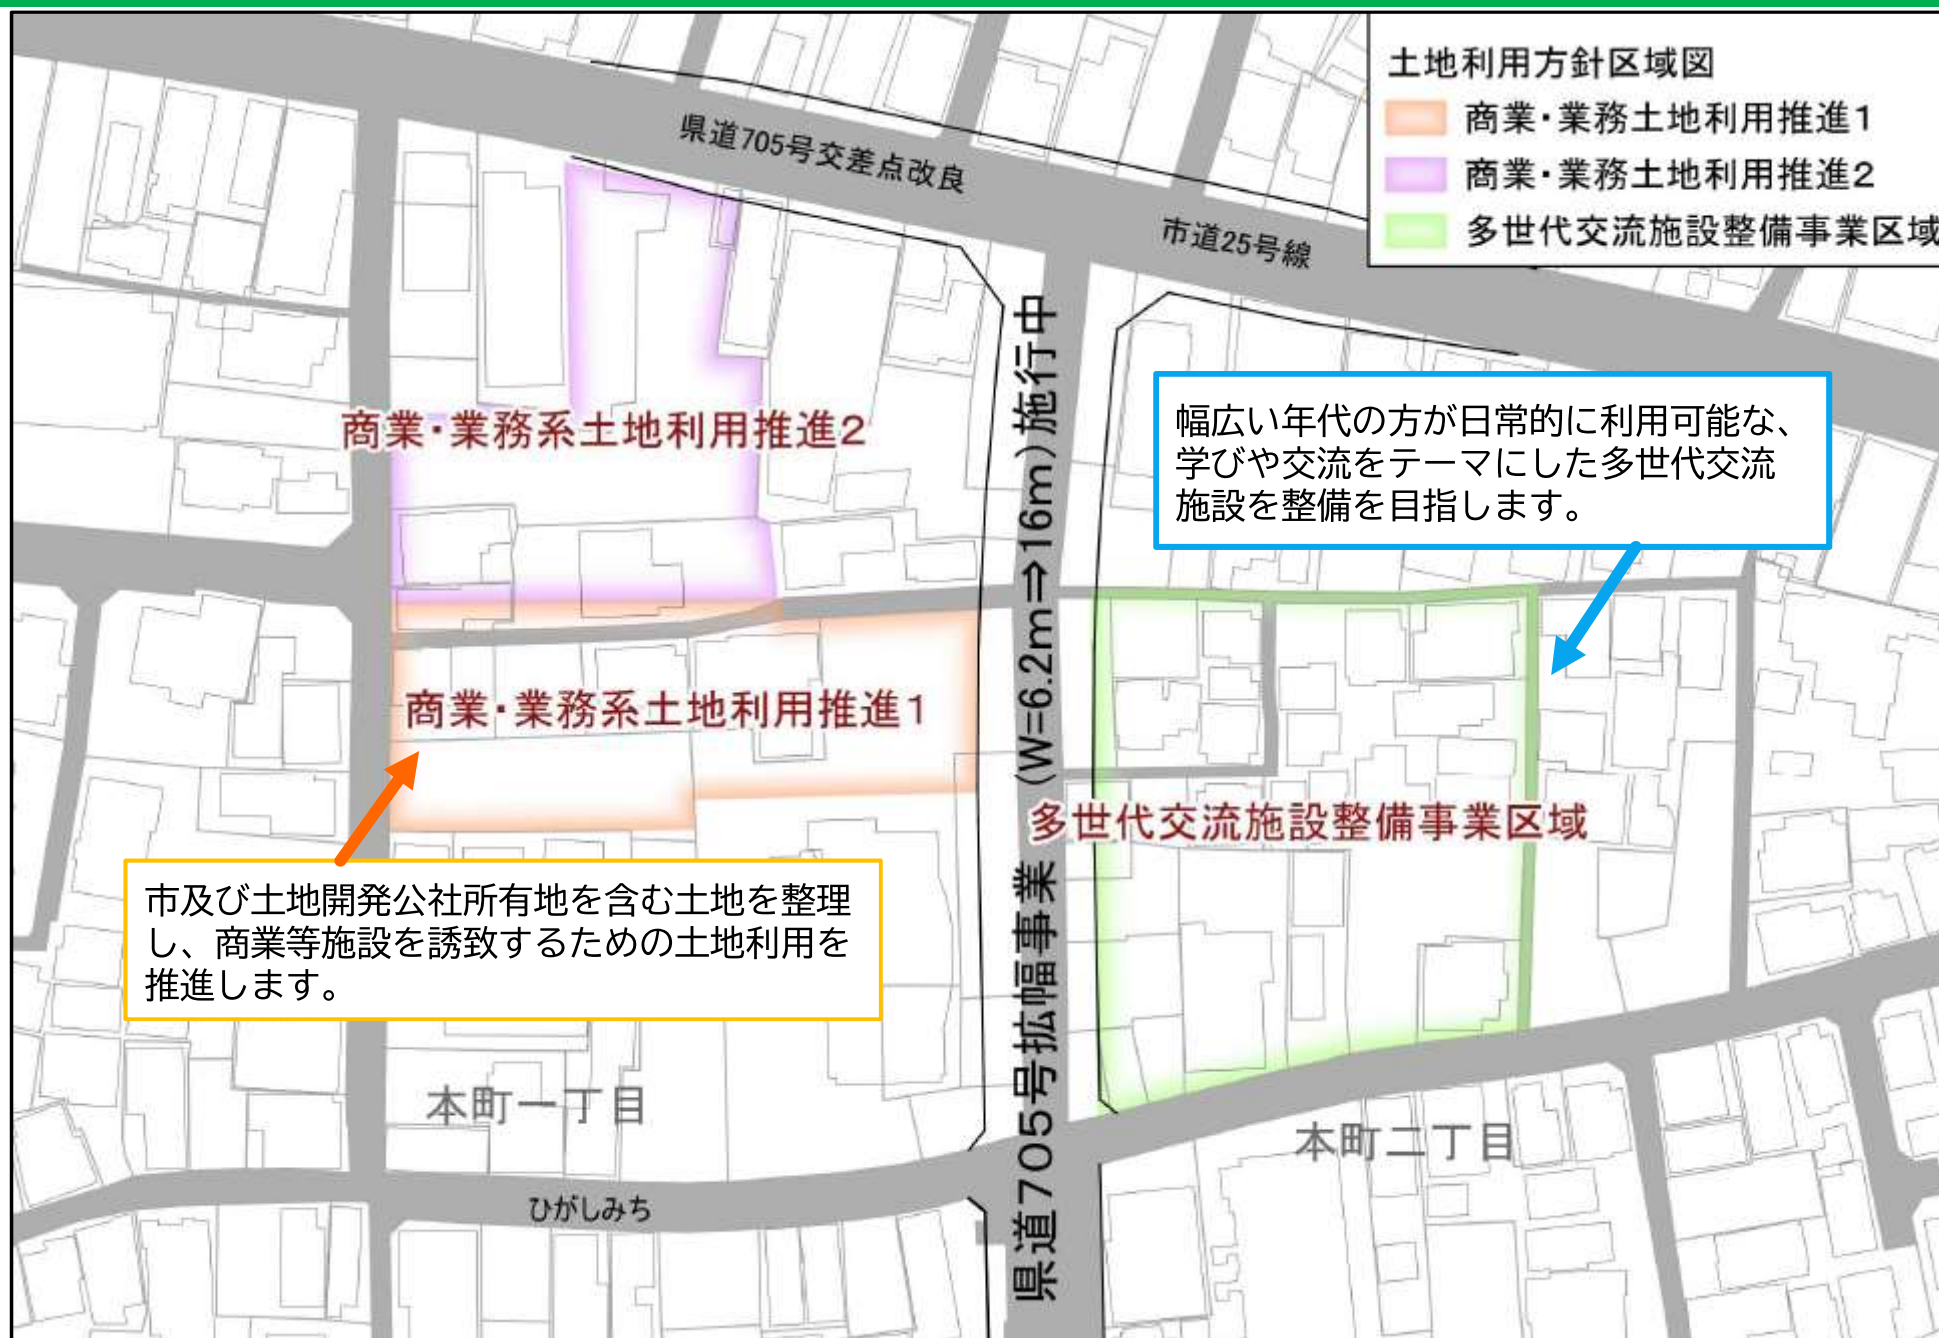 土地利用方針区域図
商業・業務土地利用推進1
商業・業務土地利用推進2
多世代交流施設整備事業区域
県道705号交差点改良
市道25号線
商業・業務系土地利用推進2
幅広い年代の方が日常的に利用可能な、
学びや交流をテーマにした多世代交流
施設を整備を目指します。
商業・業務系土地利用推進1
多世代交流施設整備事業区域
県道705号拡幅事業 (W=6.2m⇒16m)施行中
市及び土地開発公社所有地を含む土地を整理
し、商業等施設を誘致するための土地利用を
推進します。
本町一丁目
本町二丁目
ひがしみち